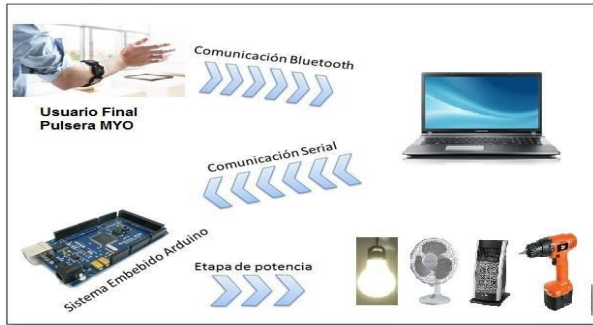 Comunicación Bluetooth
Usuario Final
Pulsera MYO
Comunicación Serial
Sistema Embebido Arduino
Etapa de potencia